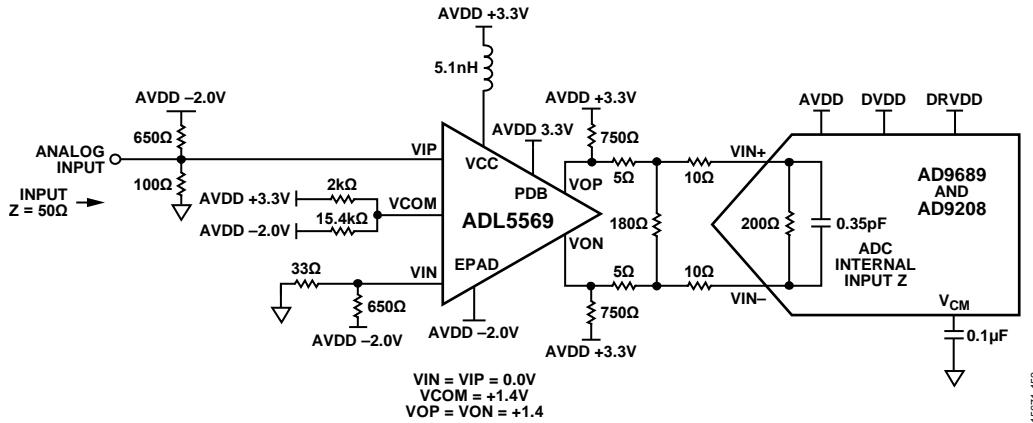 AVDD +3.3V
5.1nH
AVDD –2.0V
650Ω
ANALOG
INPUT
100Ω
INPUT
Z = 50Ω
AVDD +3.3V
2kΩ
VCOM
15.4kΩ
AVDD –2.0V
33Ω
VIN
650Ω
AVDD –2.0V
VIP
VCC
AVDD 3.3V
PDB
VOP
ADL5569
VON
EPAD
AVDD –2.0V
AVDD +3.3V
750Ω
5Ω
10Ω
180Ω
5Ω
10Ω
750Ω
AVDD +3.3V
VIN+
VIN–
AVDD
DVDD
DRVDD
AD9689
AND
AD9208
200Ω
0.35pF
ADC
INTERNAL
INPUT Z
VCM
0.1µF
VIN = VIP = 0.0V
VCOM = +1.4V
VOP = VON = +1.4